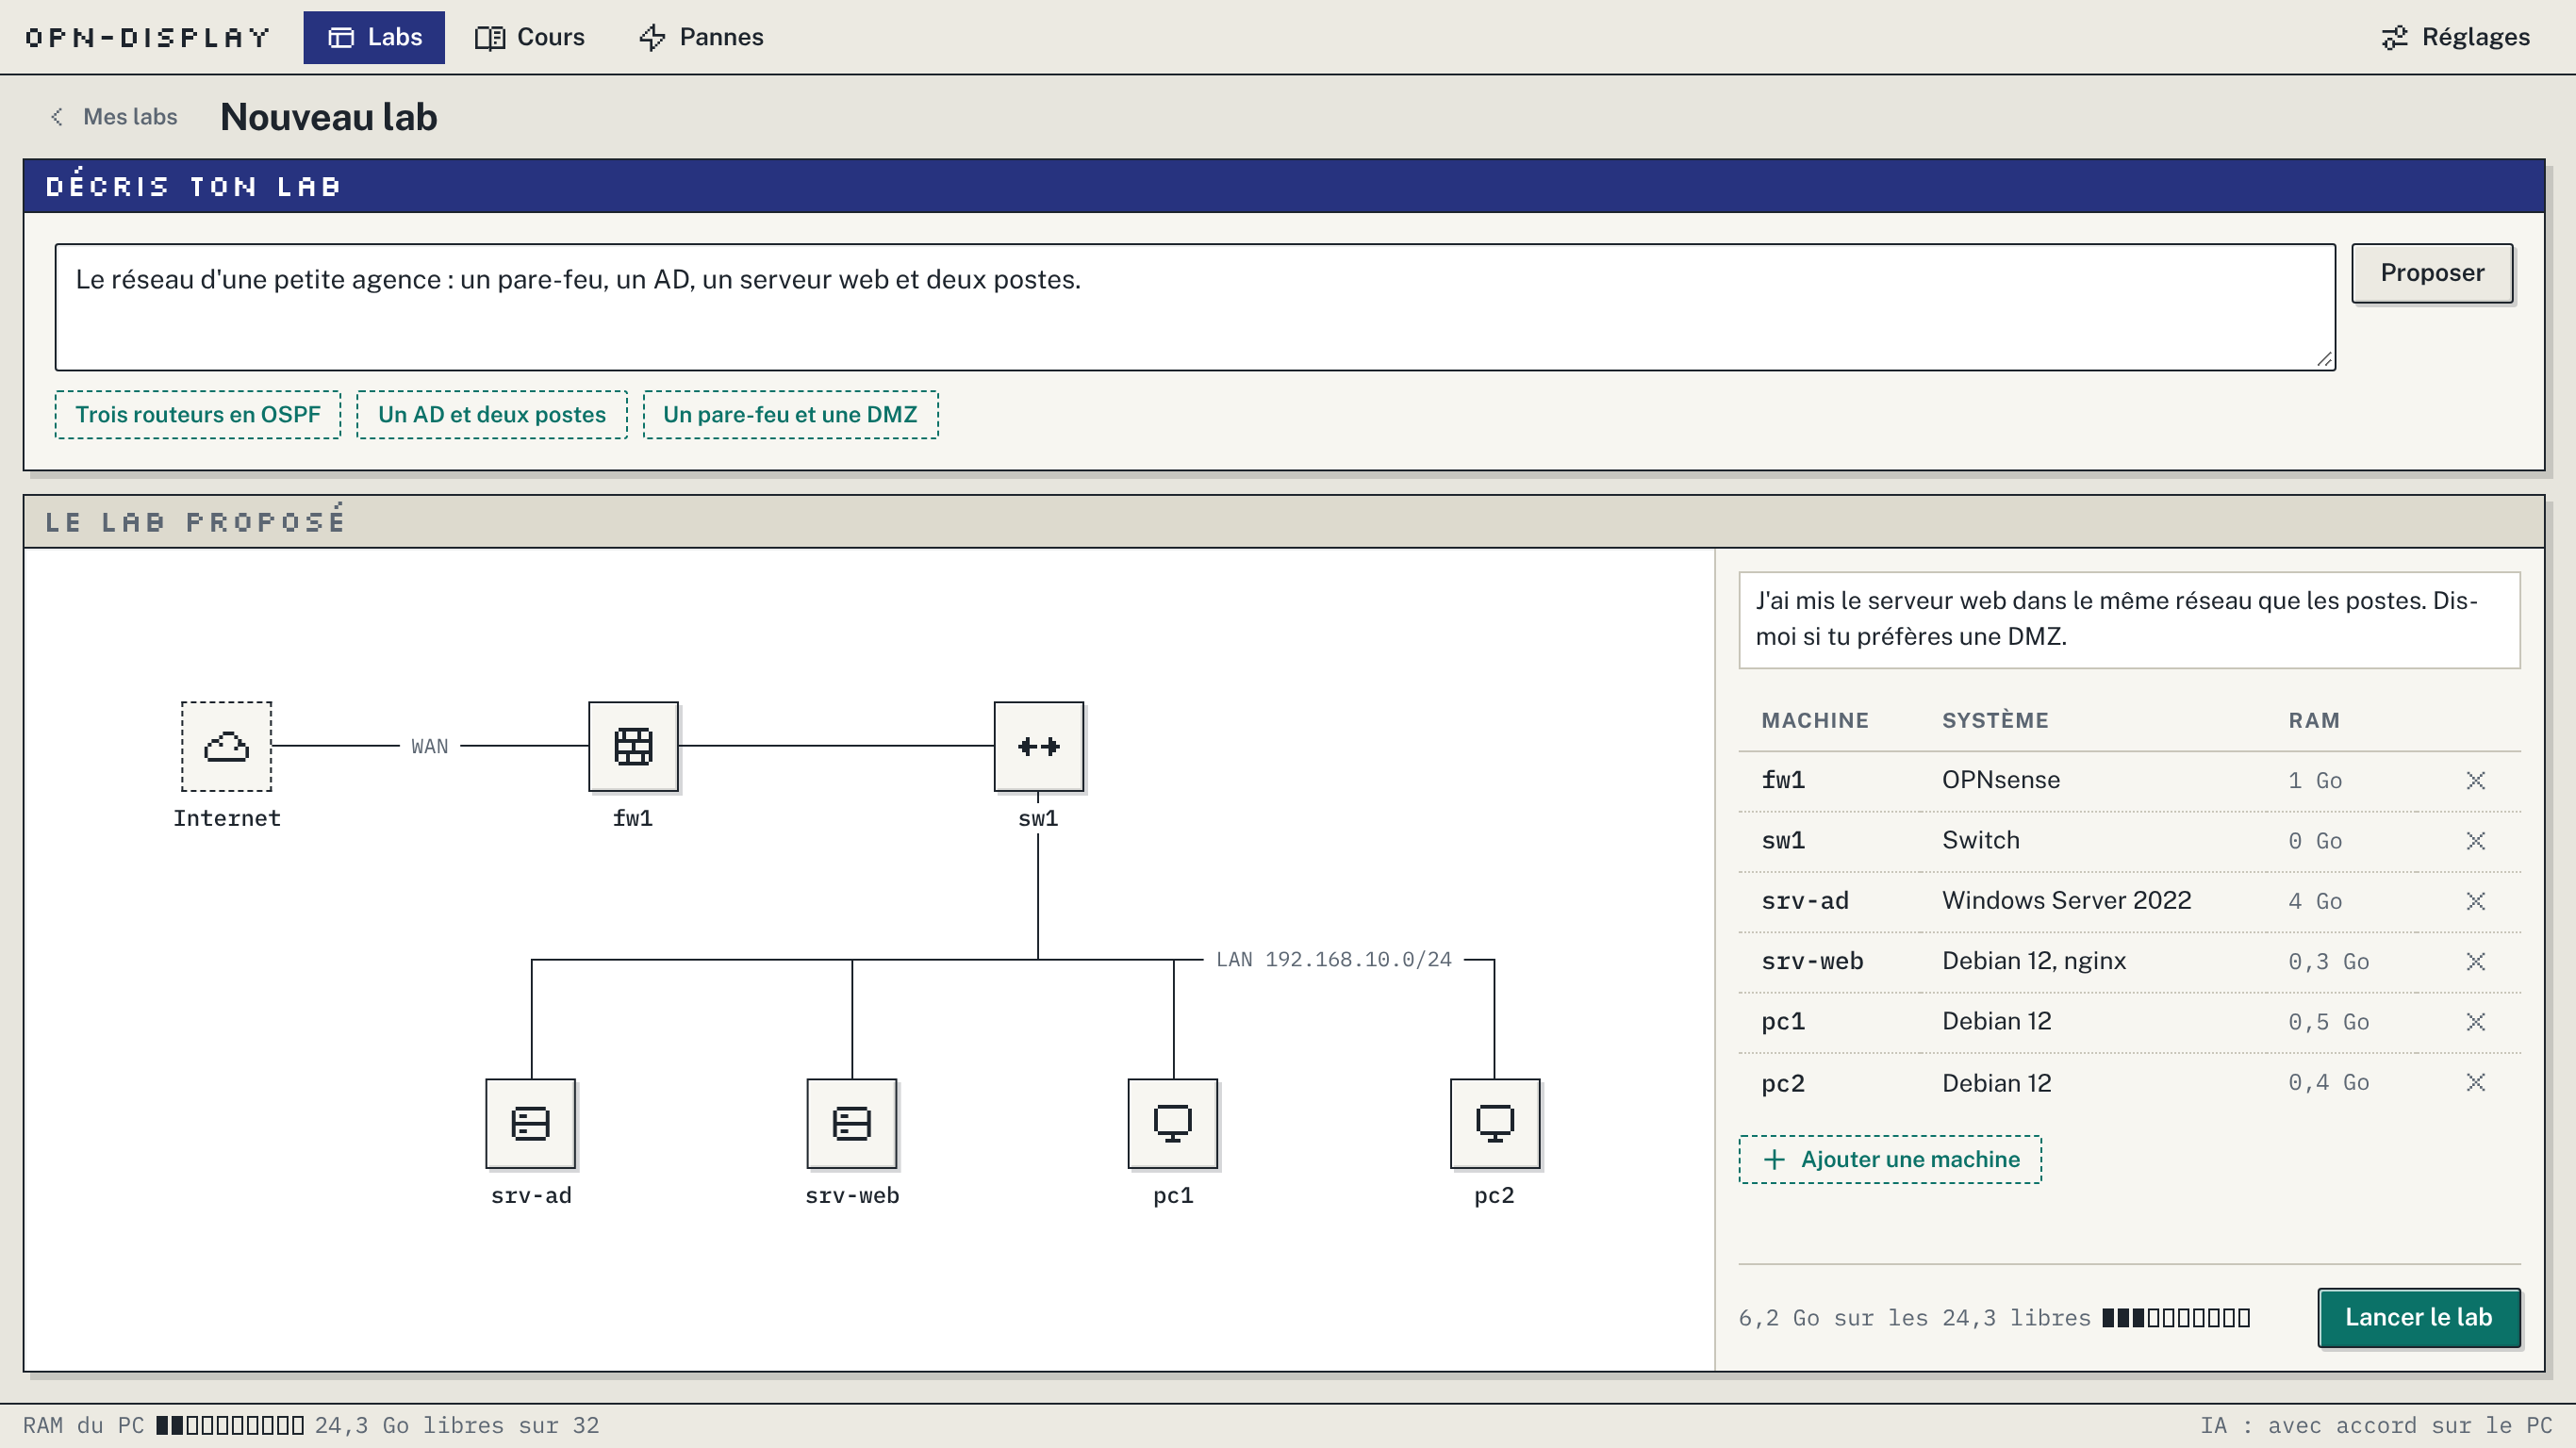 OPN-DISPLAY
Labs
Cours
Pannes
Réglages
Mes labs
Nouveau lab
DÉCRIS TON LAB
Le réseau d'une petite agence : un pare-feu, un AD, un serveur web et deux postes.
Proposer
Trois routeurs en OSPF
Un AD et deux postes
Un pare-feu et une DMZ
LE LAB PROPOSÉ
WAN
Internet
fw1
sw1
LAN 192.168.10.0/24
srv-ad
srv-web
pc1
pc2
J'ai mis le serveur web dans le même réseau que les postes. Dis-
moi si tu préfères une DMZ.
MACHINE SYSTÈME RAM
fw1 OPNsense 1 Go
sw1 Switch 0 Go
srv-ad Windows Server 2022 4 Go
srv-web Debian 12, nginx 0,3 Go
pc1 Debian 12 0,5 Go
pc2 Debian 12 0,4 Go
Ajouter une machine
6,2 Go sur les 24,3 libres
Lancer le lab
RAM du PC 24,3 Go libres sur 32
IA : avec accord sur le PC